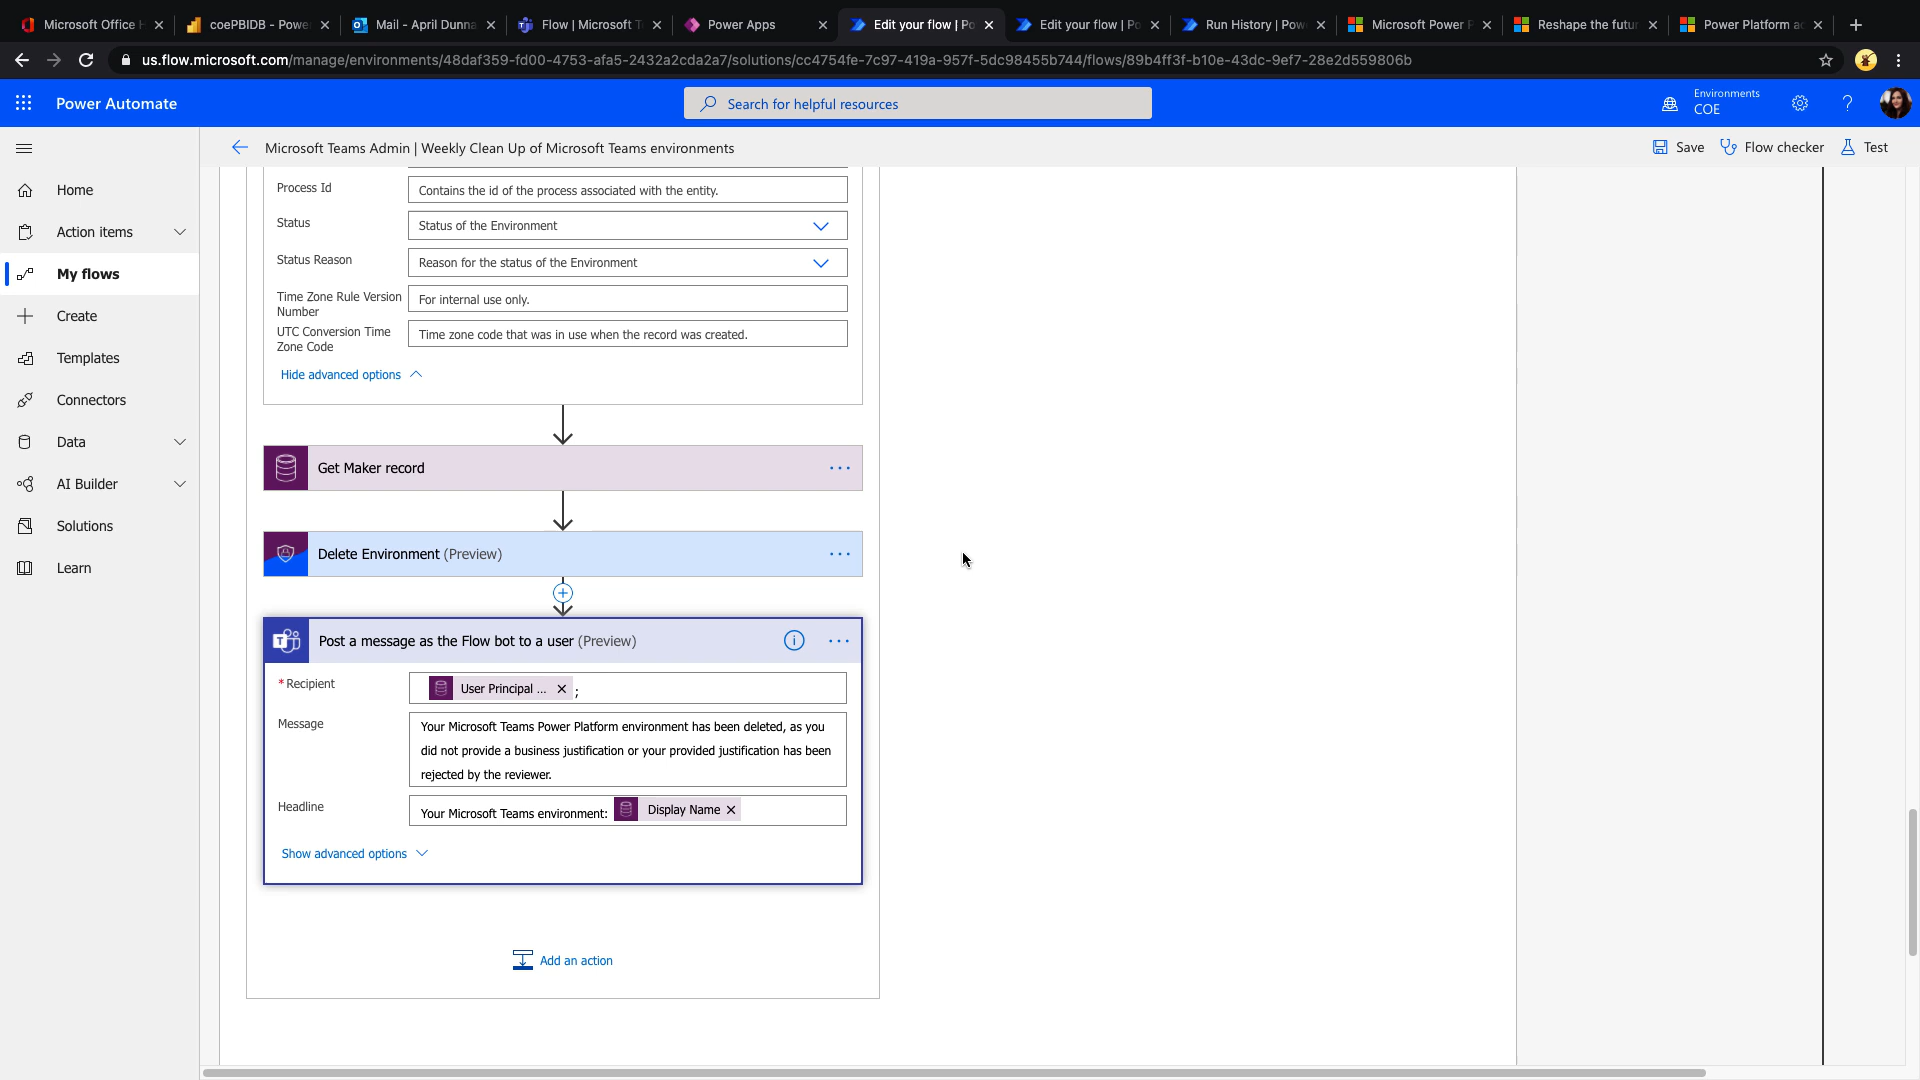 Microsoft Office H
coePBIDB - Power
Mail - April Dunna
Flow | Microsoft T
Power Apps
Edit your flow | Po
Edit your flow | Po
Run History | Pow
Microsoft Power P
Reshape the futur
Power Platform a
us.flow.microsoft.com/manage/environments/48daf359-fd00-4753-afa5-2432a2cda2a7/solutions/cc4754fe-7c97-419a-957f-5dc98455b744/flows/89b4ff3f-b10e-43dc-9ef7-28e2d559806b
Power Automate
Search for helpful resources
Environments
COE
Microsoft Teams Admin | Weekly Clean Up of Microsoft Teams environments
Save
Flow checker
Test
Home
Action items
My flows
Create
Templates
Connectors
Data
AI Builder
Solutions
Learn
Process Id
Contains the id of the process associated with the entity.
Status
Status of the Environment
Status Reason
Reason for the status of the Environment
Time Zone Rule Version
Number
For internal use only.
UTC Conversion Time
Zone Code
Time zone code that was in use when the record was created.
Hide advanced options
Get Maker record
Delete Environment (Preview)
Post a message as the Flow bot to a user (Preview)
*Recipient
User Principal ... ;
Message
Your Microsoft Teams Power Platform environment has been deleted, as you
did not provide a business justification or your provided justification has been
rejected by the reviewer.
Headline
Your Microsoft Teams environment: Display Name
Show advanced options
Add an action